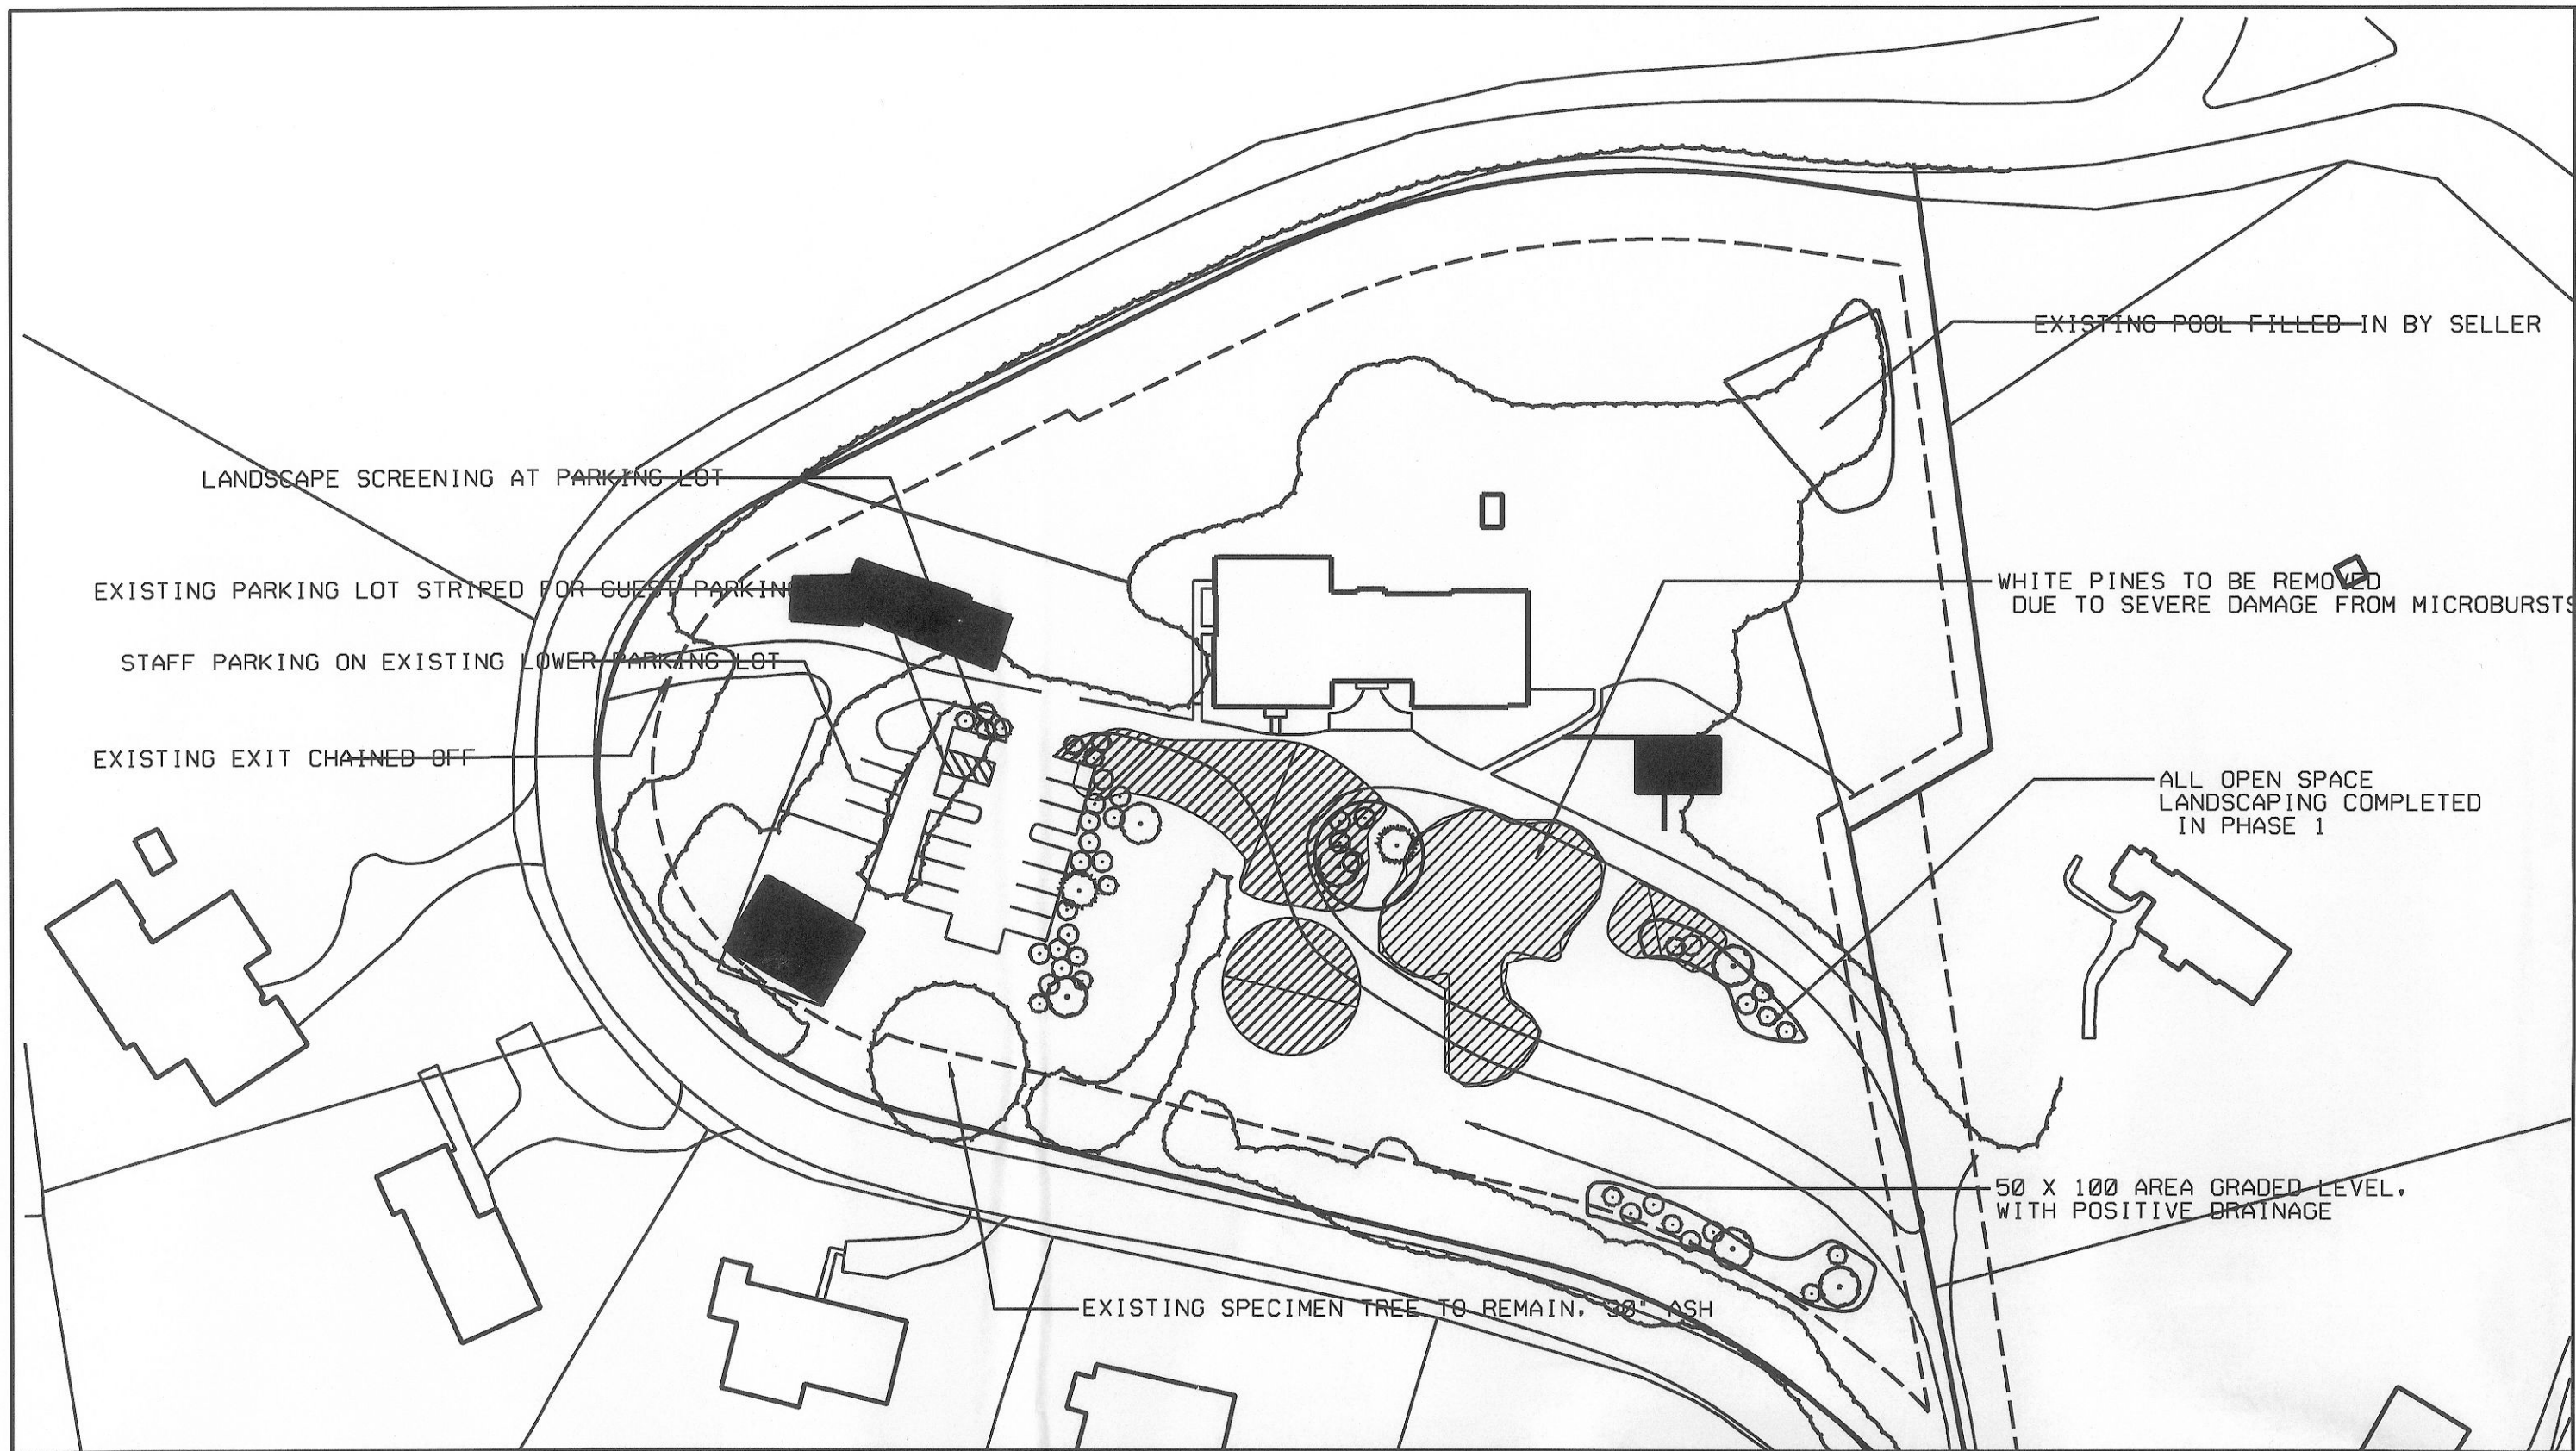 EXISTING POOL FILLED IN BY SELLER
LANDSCAPE SCREENING AT PARKING LOT
EXISTING PARKING LOT STRIPED FOR GUEST PARKING
WHITE PINES TO BE REMOVED
DUE TO SEVERE DAMAGE FROM MICROBURSTS
STAFF PARKING ON EXISTING LOWER PARKING LOT
EXISTING EXIT CHAINED OFF
ALL OPEN SPACE
LANDSCAPING COMPLETED
IN PHASE 1
50 X 100 AREA GRADED LEVEL,
WITH POSITIVE DRAINAGE
EXISTING SPECIMEN TREE TO REMAIN, 30" ASH